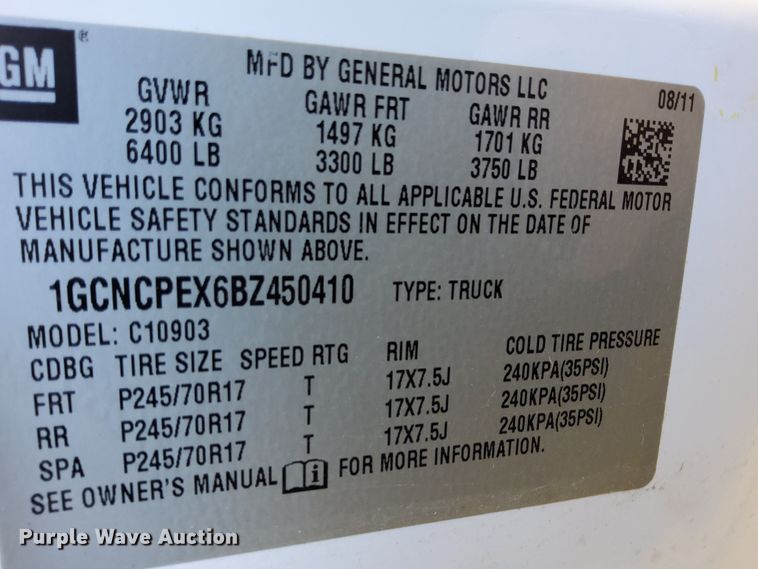 GM ®
MFD BY GENERAL MOTORS LLC
08/11
GVWR GAWR FRT GAWR RR
2903 KG 1497 KG 1701 KG
6400 LB 3300 LB 3750 LB
THIS VEHICLE CONFORMS TO ALL APPLICABLE U.S. FEDERAL MOTOR
VEHICLE SAFETY STANDARDS IN EFFECT ON THE DATE OF
MANUFACTURE SHOWN ABOVE.
1GCNCPEX6BZ450410 TYPE: TRUCK
MODEL: C10903
CDBG TIRE SIZE SPEED RTG RIM COLD TIRE PRESSURE
FRT P245/70R17 T 17X7.5J 240KPA(35PSI)
RR P245/70R17 T 17X7.5J 240KPA(35PSI)
SPA P245/70R17 T 17X7.5J 240KPA(35PSI)
SEE OWNER'S MANUAL i FOR MORE INFORMATION.
Purple Wave Auction